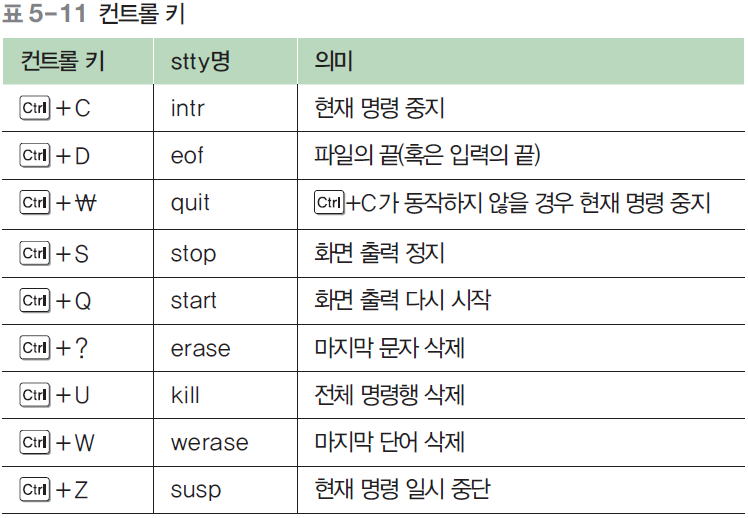 표 5-11 컨트롤 키
컨트롤 키 stty명 의미
Ctrl + C intr 현재 명령 중지
Ctrl + D eof 파일의 끝(혹은 입력의 끝)
Ctrl + ₩ quit Ctrl+C가 동작하지 않을 경우 현재 명령 중지
Ctrl + S stop 화면 출력 정지
Ctrl + Q start 화면 출력 다시 시작
Ctrl + ? erase 마지막 문자 삭제
Ctrl + U kill 전체 명령행 삭제
Ctrl + W werase 마지막 단어 삭제
Ctrl + Z susp 현재 명령 일시 중단